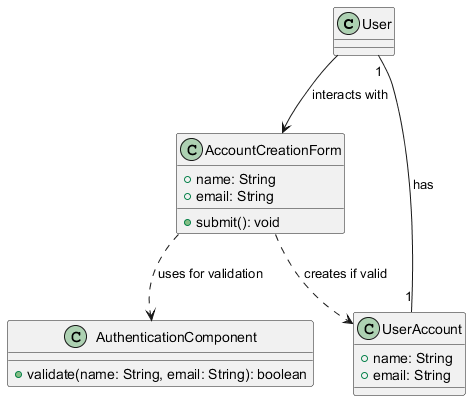 C User
1
interacts with
C AccountCreationForm
name: String
email: String
submit(): void
has
uses for validation
creates if valid
1
C AuthenticationComponent
validate(name: String, email: String): boolean
C UserAccount
name: String
email: String